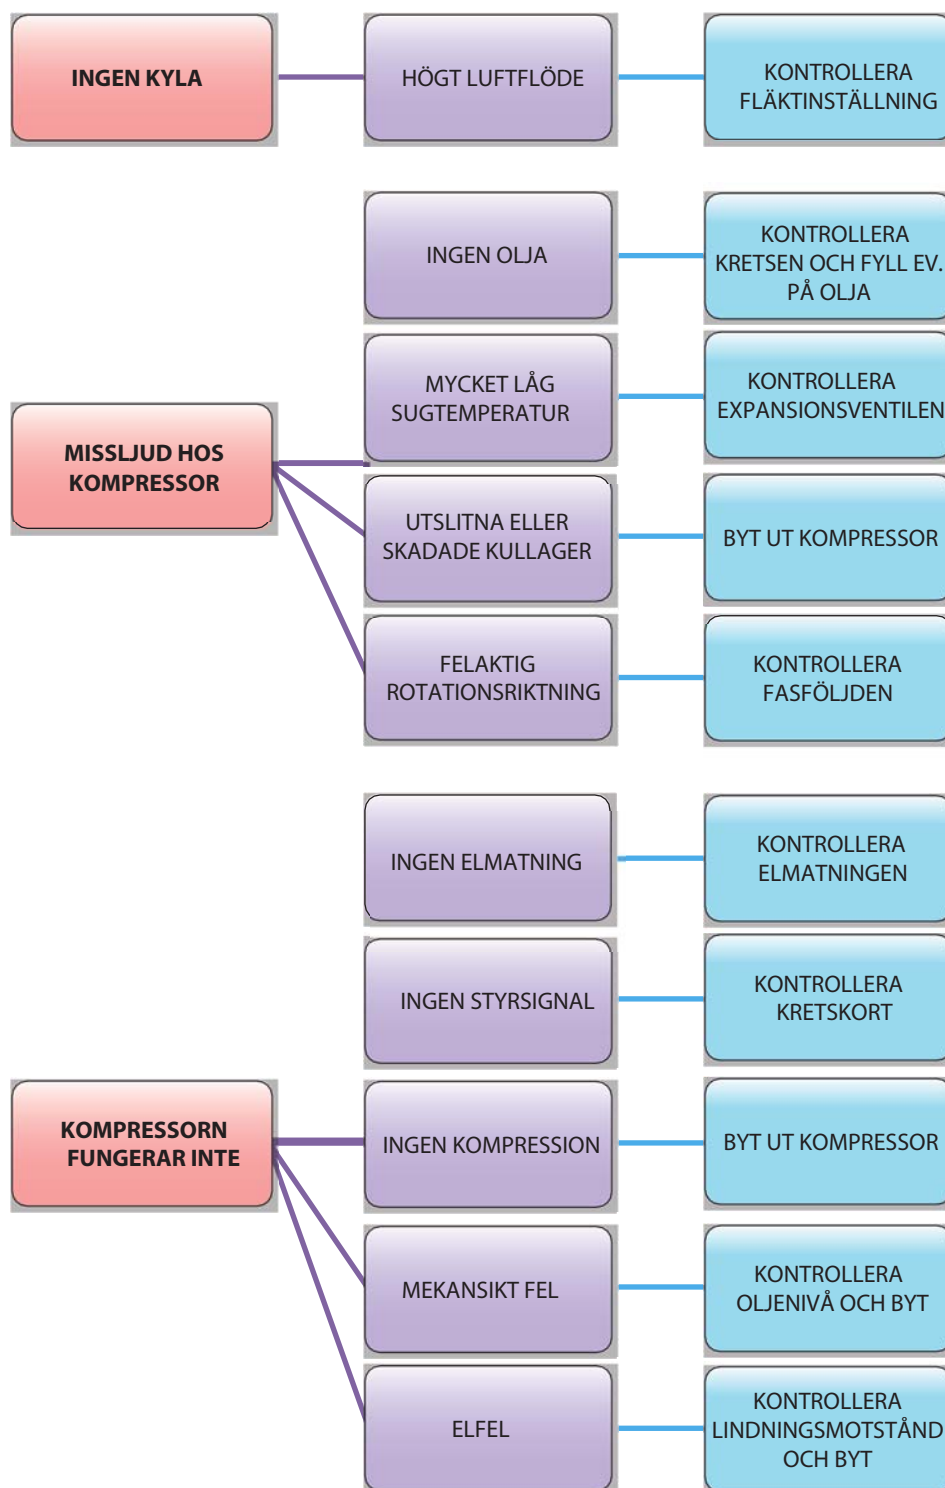 INGEN KYLA
HÖGT LUFTFLÖDE
KONTROLLERA
FLÄKTINSTÄLLNING
INGEN OLJA
KONTROLLERA
KRETSEN OCH FYLL EV.
PÅ OLJA
MISSLJUD HOS
KOMPRESSOR
MYCKET LÅG
SUGTEMPERATUR
KONTROLLERA
EXPANSIONSVENTILEN
UTSLITNA ELLER
SKADADE KULLAGER
BYT UT KOMPRESSOR
FELAKTIG
ROTATIONSRIKTNING
KONTROLLERA
FASFÖLJDEN
KOMPRESSORN
FUNGERAR INTE
INGEN ELMATNING
KONTROLLERA
ELMATNINGEN
INGEN STYRSIGNAL
KONTROLLERA
KRETSKORT
INGEN KOMPRESSION
BYT UT KOMPRESSOR
MEKANSIKT FEL
KONTROLLERA
OLJENIVÅ OCH BYT
ELFEL
KONTROLLERA
LINDNINGSMOTSTÅND
OCH BYT